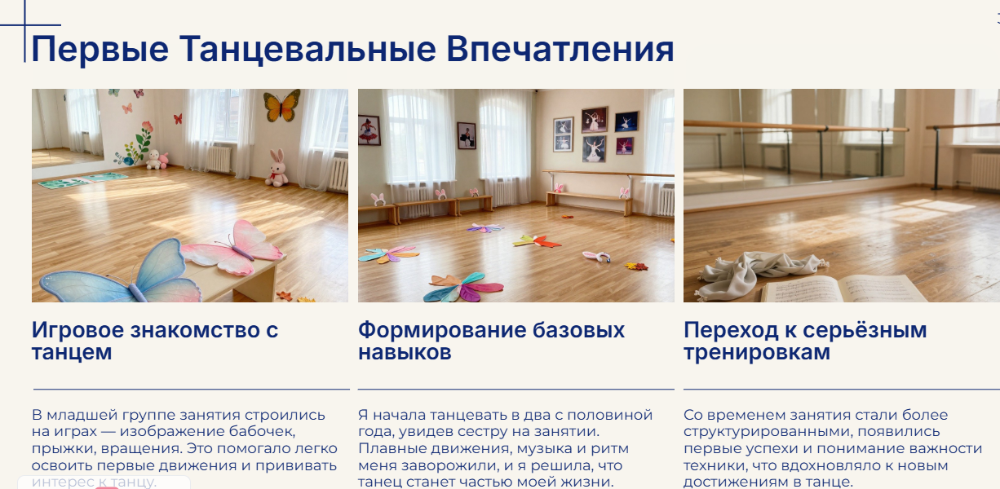 Первые Танцевальные Впечатления
Игровое знакомство с
танцем
В младшей группе занятия строились
на играх — изображение бабочек,
прыжки, вращения. Это помогало легко
освоить первые движения и прививать
интерес к танцу.
Формирование базовых
навыков
Я начала танцевать в два с половиной
года, увидев сестру на занятии.
Плавные движения, музыка и ритм
меня заворожили, и я решила, что
танец станет частью моей жизни.
Переход к серьёзным
тренировкам
Со временем занятия стали более
структурированными, появились
первые успехи и понимание важности
техники, что вдохновляло к новым
достижениям в танце.